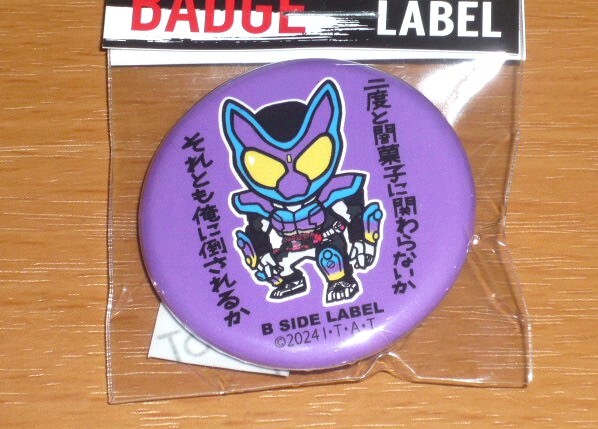 BADGE
LABEL
二度と闇菓子に関わらないか
それとも俺に倒されるか
B SIDE LABEL
©2024 I・T・A・T